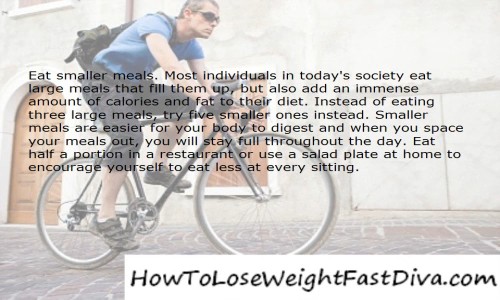 Eat smaller meals. Most individuals in today's society eat
large meals that fill them up, but also add an immense
amount of calories and fat to their diet. Instead of eating
three large meals, try five smaller ones instead. Smaller
meals are easier for your body to digest and when you space
your meals out, you will stay full throughout the day. Eat
half a portion in a restaurant or use a salad plate at home to
encourage yourself to eat less at every sitting.
HowToLoseWeightFastDiva.com